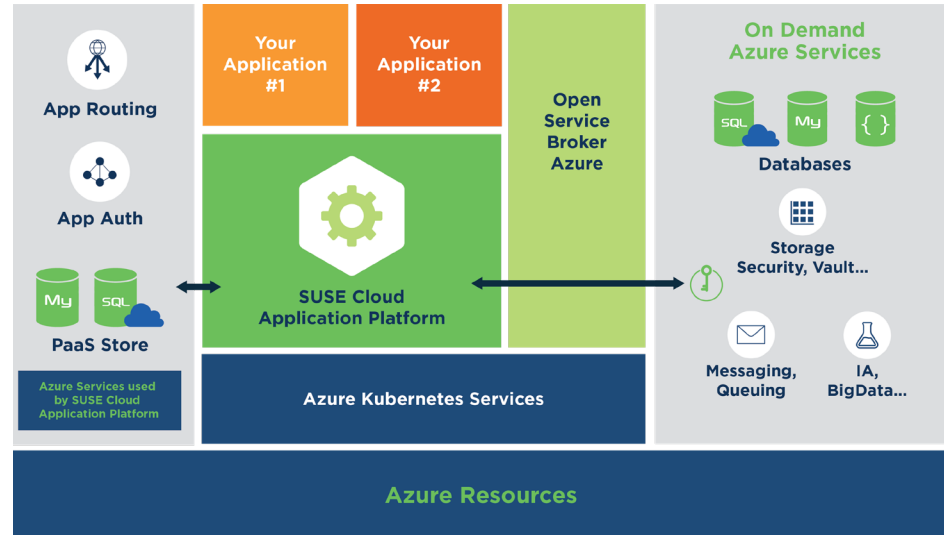 App Routing
App Auth
My
SQL
PaaS Store
Azure Services used
by SUSE Cloud
Application Platform
Your
Application
#1
Your
Application
#2
SUSE Cloud
Application Platform
Open
Service
Broker
Azure
Azure Kubernetes Services
On Demand
Azure Services
SQL
My
{ }
Databases
Storage
Security, Vault...
Messaging,
Queuing
IA,
BigData...
Azure Resources